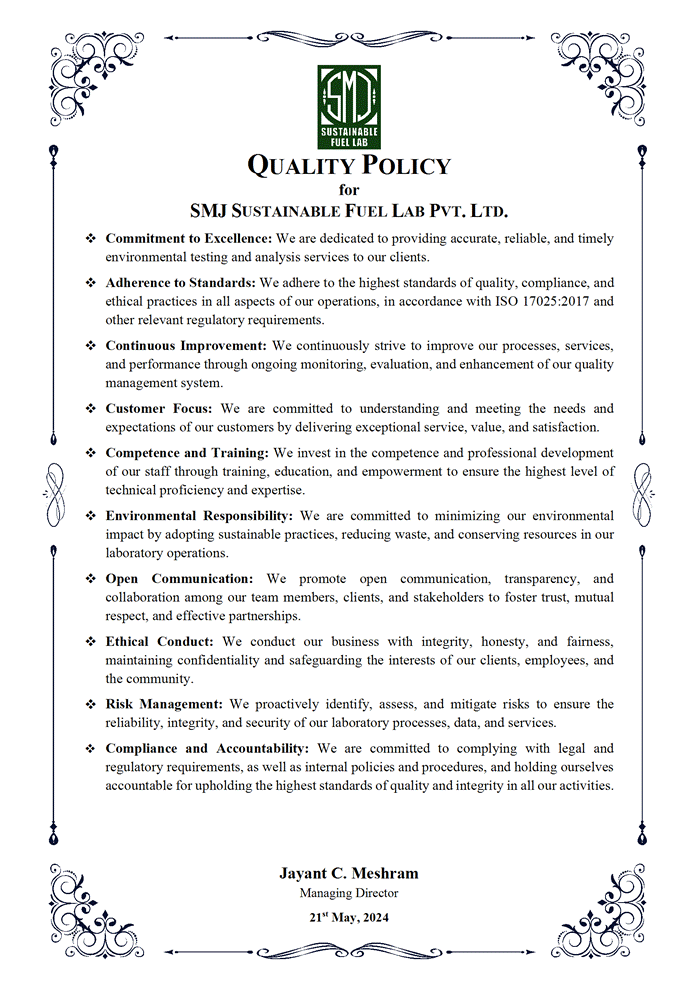 SMJ
SUSTAINABLE
FUEL LAB
QUALITY POLICY
for
SMJ SUSTAINABLE FUEL LAB PVT. LTD.
❖ Commitment to Excellence: We are dedicated to providing accurate, reliable, and timely
environmental testing and analysis services to our clients.
❖ Adherence to Standards: We adhere to the highest standards of quality, compliance, and
ethical practices in all aspects of our operations, in accordance with ISO 17025:2017 and
other relevant regulatory requirements.
❖ Continuous Improvement: We continuously strive to improve our processes, services,
and performance through ongoing monitoring, evaluation, and enhancement of our quality
management system.
❖ Customer Focus: We are committed to understanding and meeting the needs and
expectations of our customers by delivering exceptional service, value, and satisfaction.
❖ Competence and Training: We invest in the competence and professional development
of our staff through training, education, and empowerment to ensure the highest level of
technical proficiency and expertise.
❖ Environmental Responsibility: We are committed to minimizing our environmental
impact by adopting sustainable practices, reducing waste, and conserving resources in our
laboratory operations.
❖ Open Communication: We promote open communication, transparency, and
collaboration among our team members, clients, and stakeholders to foster trust, mutual
respect, and effective partnerships.
❖ Ethical Conduct: We conduct our business with integrity, honesty, and fairness,
maintaining confidentiality and safeguarding the interests of our clients, employees, and
the community.
❖ Risk Management: We proactively identify, assess, and mitigate risks to ensure the
reliability, integrity, and security of our laboratory processes, data, and services.
❖ Compliance and Accountability: We are committed to complying with legal and
regulatory requirements, as well as internal policies and procedures, and holding ourselves
accountable for upholding the highest standards of quality and integrity in all our activities.
Jayant C. Meshram
Managing Director
21st May, 2024